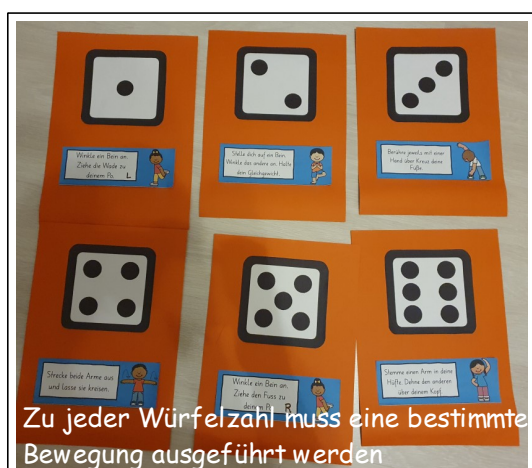 Winkle ein Bein an.
Ziehe die Wade zu
deinem Po. L
Stelle dich auf ein Bein.
Winkle das andere an. Halte
dein Gleichgewicht.
Berühre jeweils mit einer
Hand über Kreuz deine
Füße.
Strecke beide Arme aus
und lasse sie kreisen.
Winkle ein Bein an.
Ziehe den Fuss zu
deinem Po. R
Stemme einen Arm in deine
Hüfte. Dehne den anderen
über deinem Kopf.
Zu jeder Würfelzahl muss eine bestimmte
Bewegung ausgeführt werden